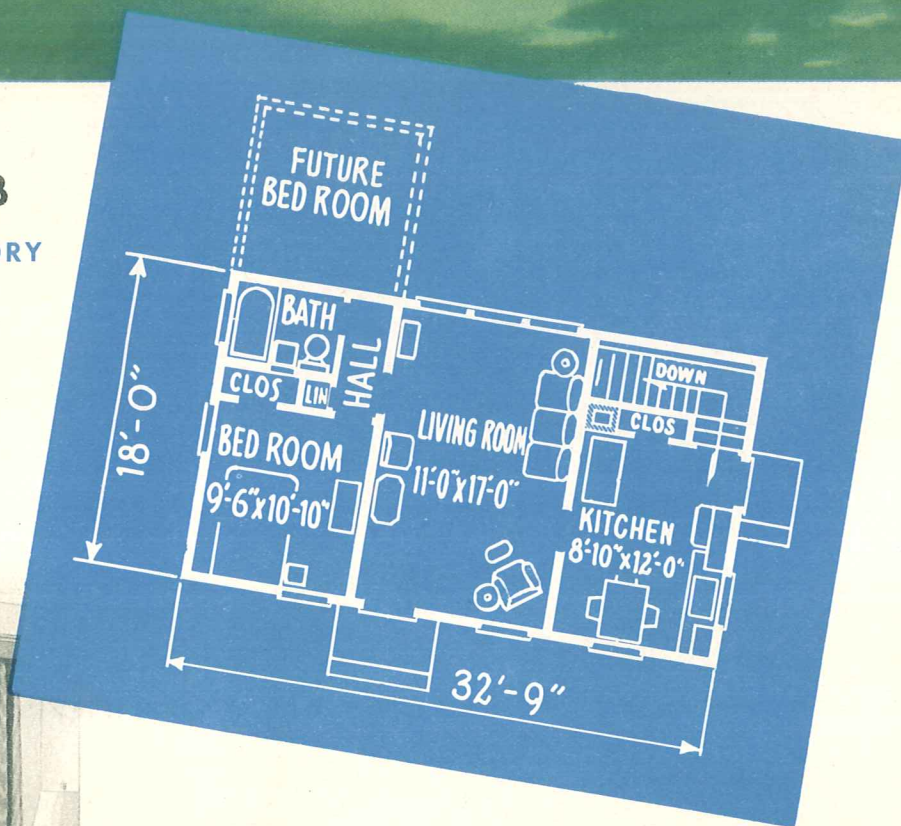 FUTURE
BED ROOM
BATH
HALL
CLOS
LIN
DOWN
CLOS
18'-0"
BED ROOM
9'-6"x10'-10"
LIVING ROOM
11'-0"x17'-0"
KITCHEN
8'-10"x12'-0"
32'-9"